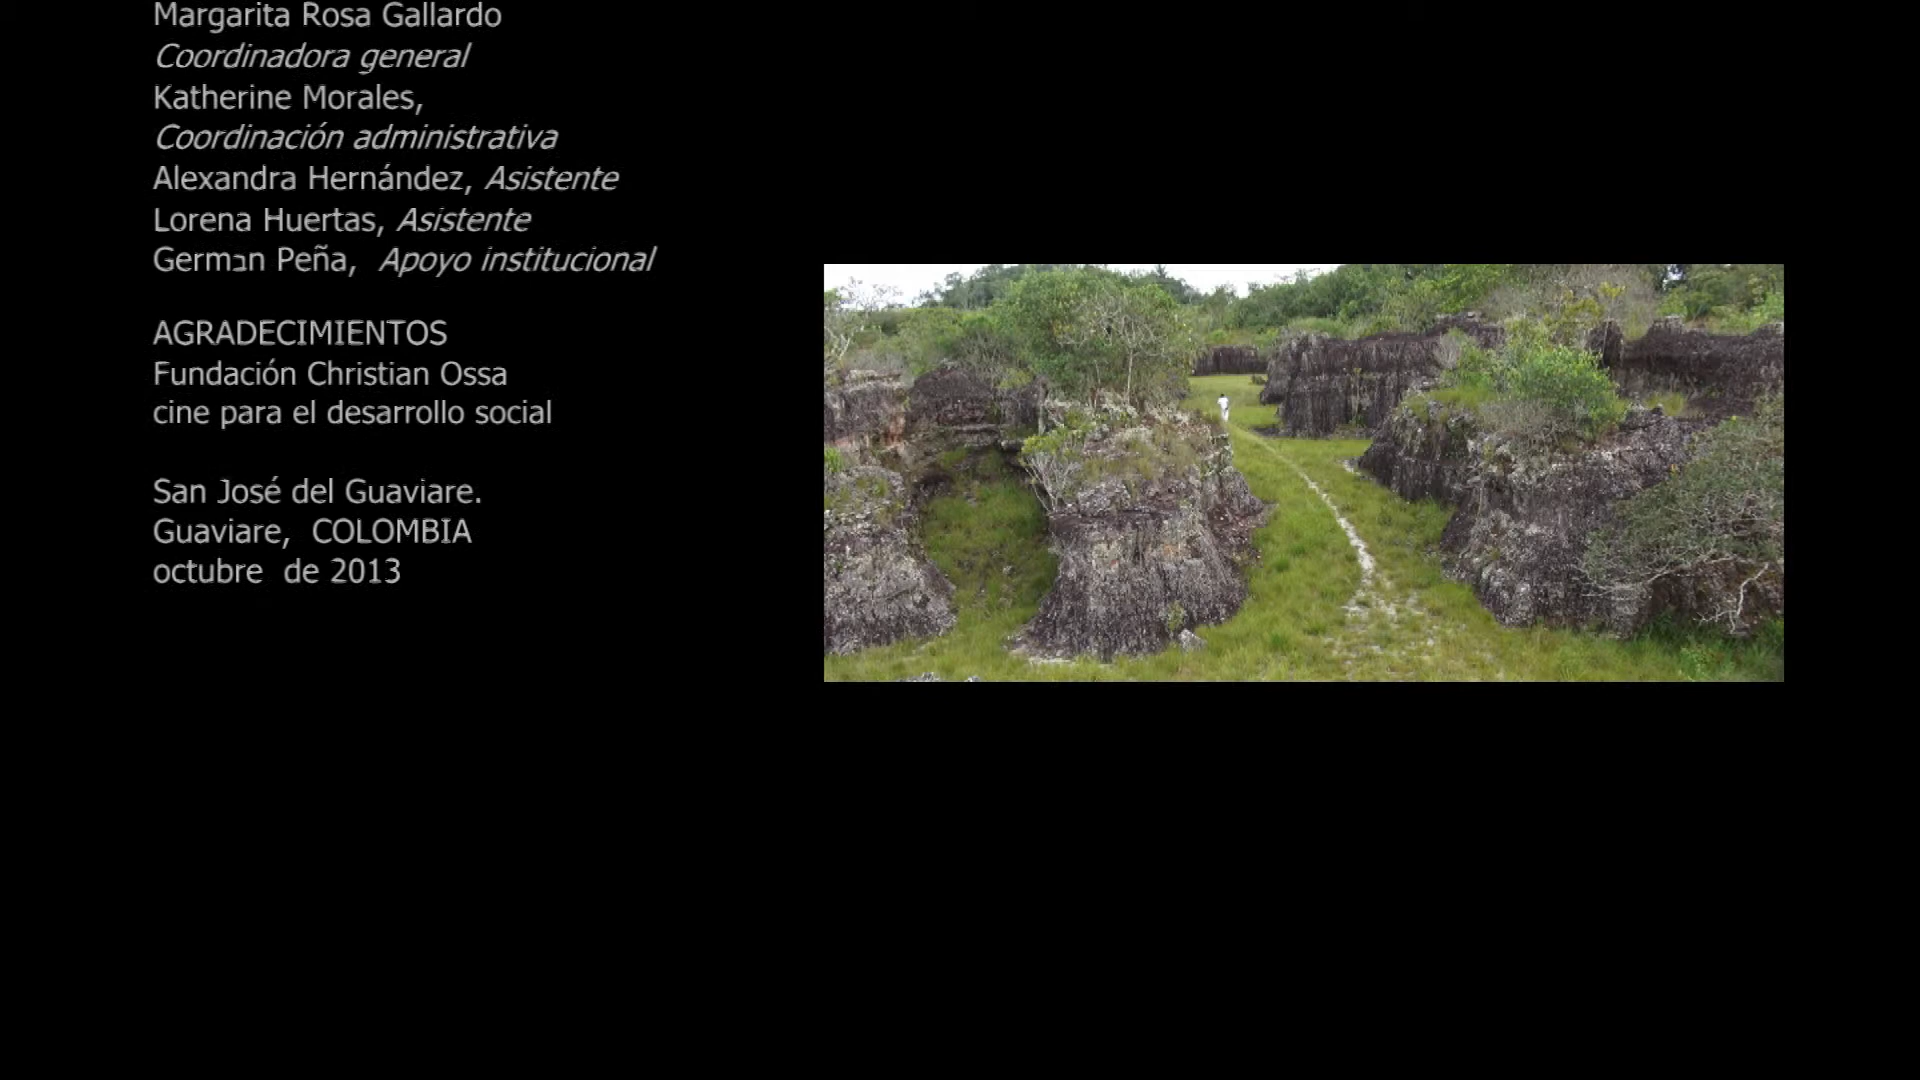 Margarita Rosa Gallardo
Coordinadora general
Katherine Morales,
Coordinación administrativa
Alexandra Hernández, Asistente
Lorena Huertas, Asistente
German Peña, Apoyo institucional
AGRADECIMIENTOS
Fundación Christian Ossa
cine para el desarrollo social
San José del Guaviare.
Guaviare, COLOMBIA
octubre de 2013